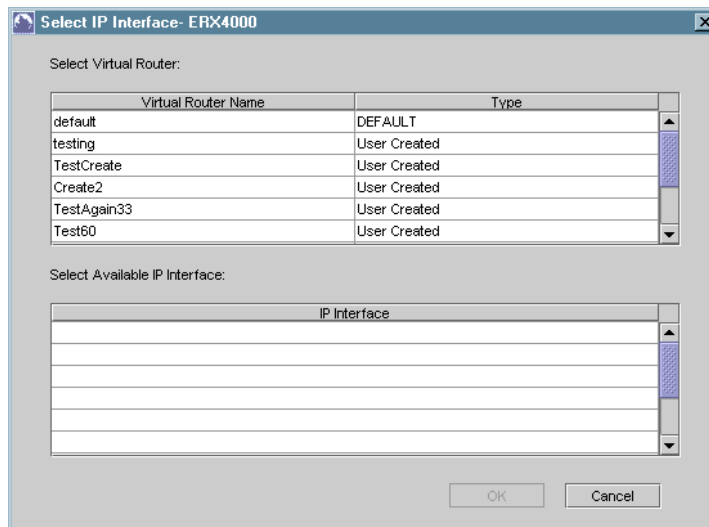 Select IP Interface- ERX4000
Select Virtual Router:
Virtual Router Name Type
default DEFAULT
testing User Created
TestCreate User Created
Create2 User Created
TestAgain33 User Created
Test60 User Created
Select Available IP Interface:
IP Interface
OK Cancel